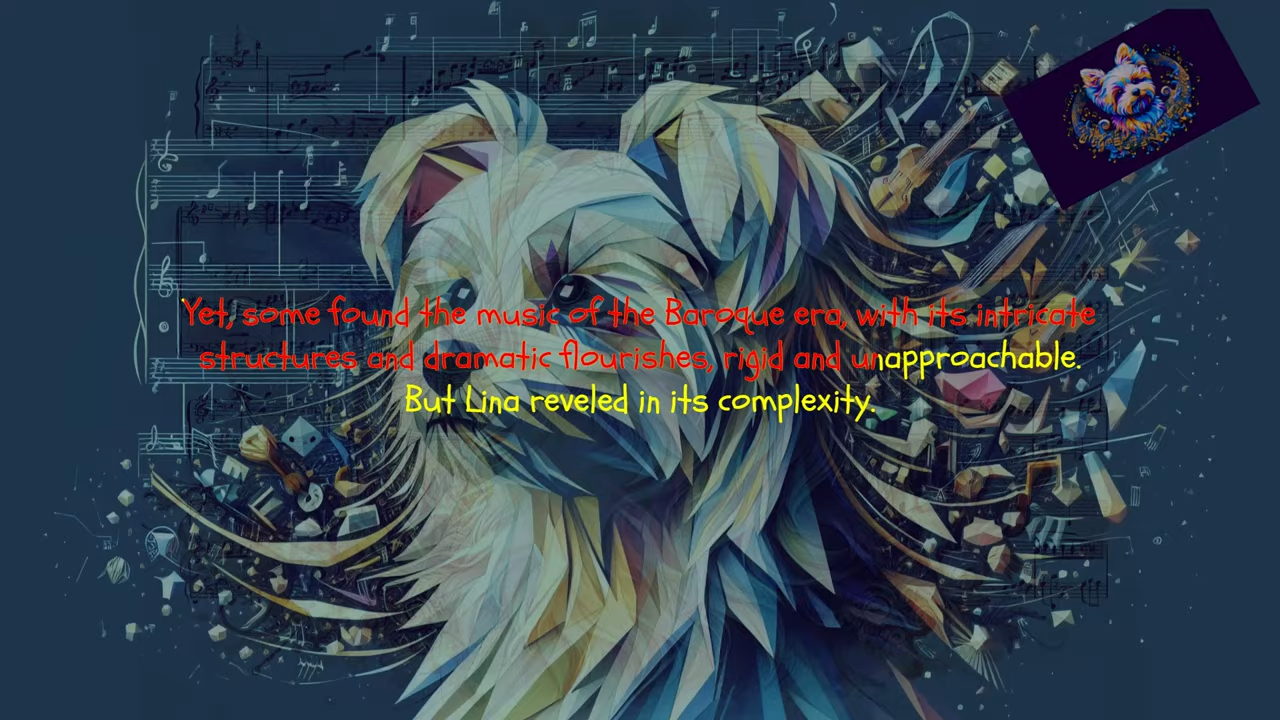 Yet, some found the music of the Baroque era, with its intricate
structures and dramatic flourishes, rigid and unapproachable.
But Lina reveled in its complexity.